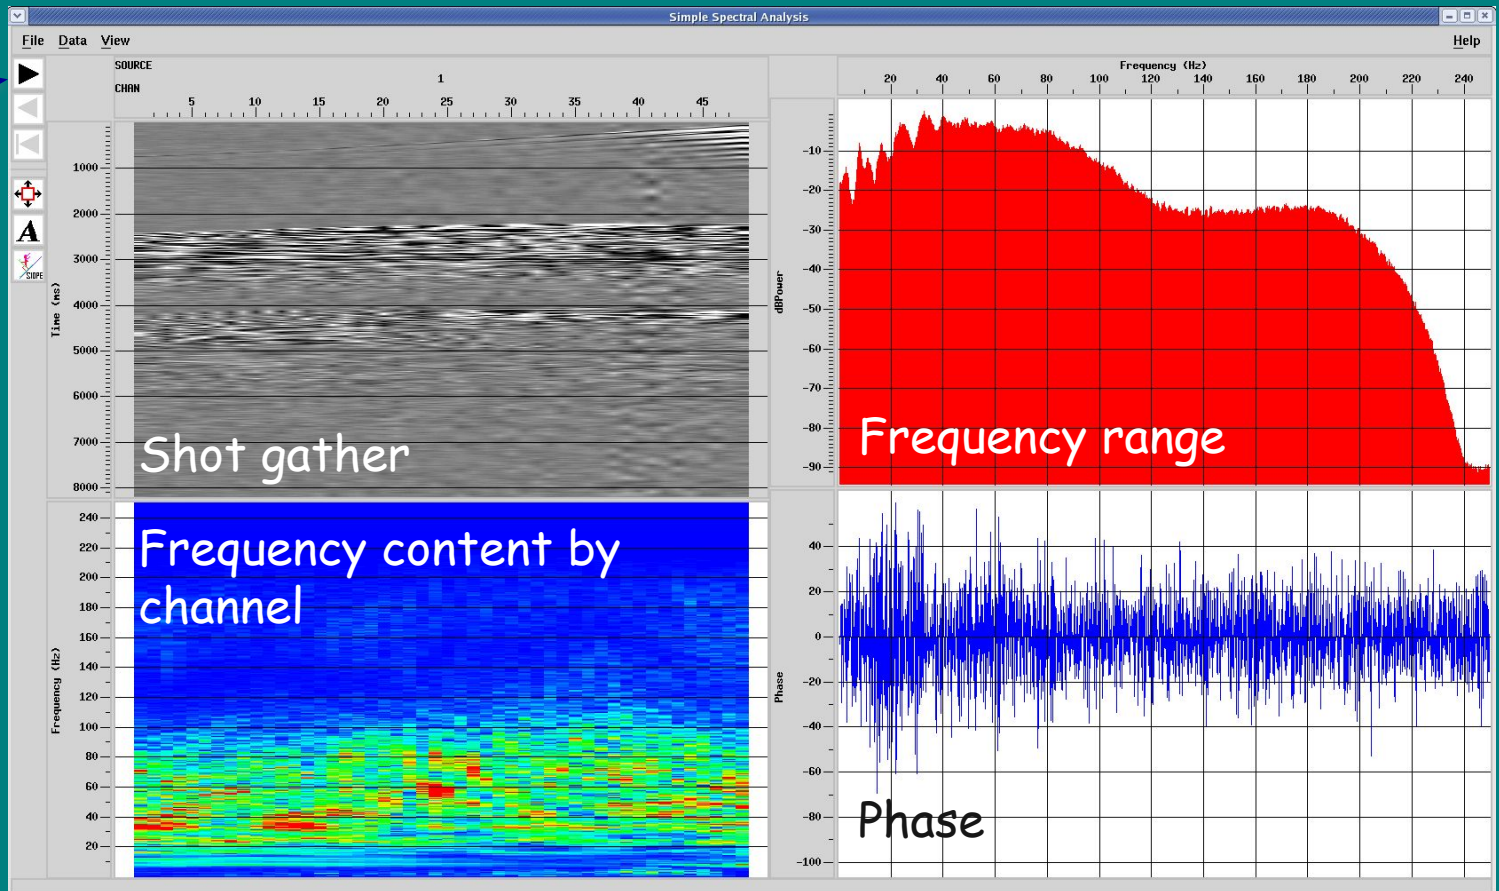 Simple Spectral Analysis
File Data View Help
SOURCE
1
CHAN
5 10 15 20 25 30 35 40 45
Time (ms)
1000
2000
3000
4000
5000
6000
7000
8000
Shot gather
Frequency (Hz)
20 40 60 80 100 120 140 160 180 200 220 240
dBPower
-10
-20
-30
-40
-50
-60
-70
-80
-90
Frequency range
A
SLOPE
Frequency (Hz)
240
220
200
180
160
140
120
100
80
60
40
20
Frequency content by
channel
Phase
40
20
0
-20
-40
-60
-80
-100
Phase